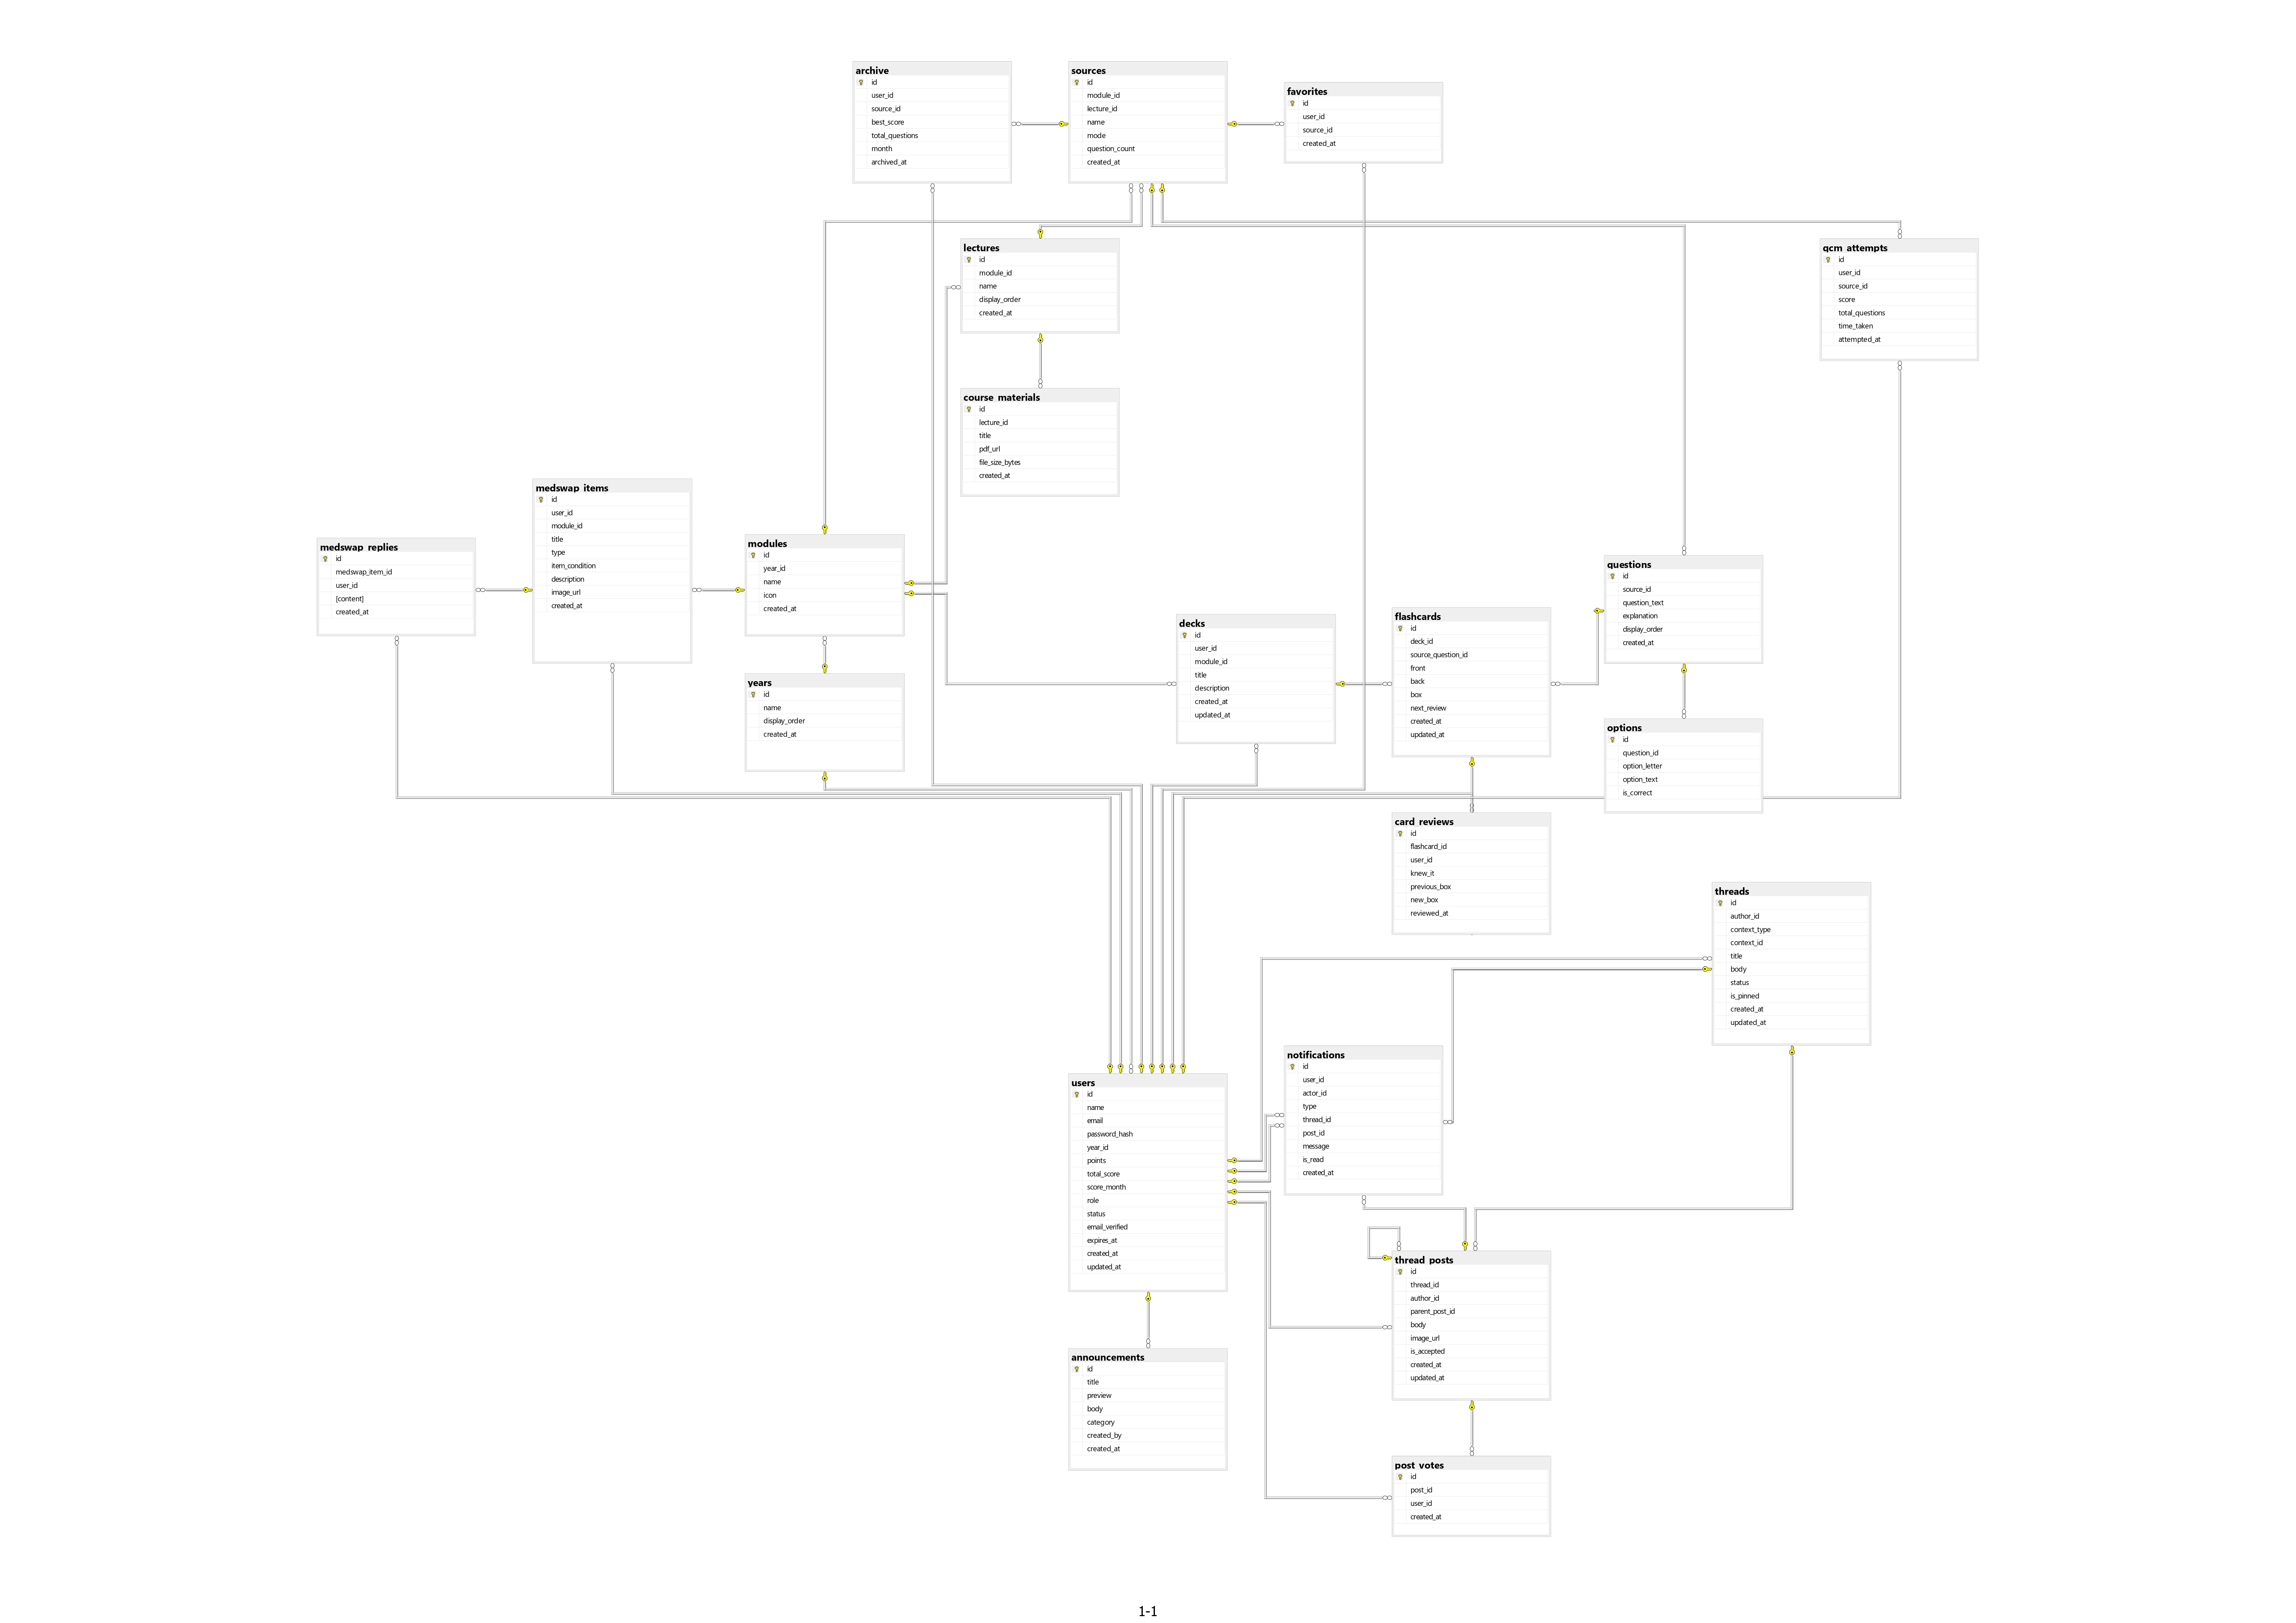 archive
id
user_id
source_id
best_score
total_questions
month
archived_at
sources
id
module_id
lecture_id
name
mode
question_count
created_at
favorites
id
user_id
source_id
created_at
lectures
id
module_id
name
display_order
created_at
qcm_attempts
id
user_id
source_id
score
total_questions
time_taken
attempted_at
course_materials
id
lecture_id
title
pdf_url
file_size_bytes
created_at
medswap_items
id
user_id
module_id
title
type
item_condition
description
image_url
created_at
medswap_replies
id
medswap_item_id
user_id
[content]
created_at
modules
id
year_id
name
icon
created_at
questions
id
source_id
question_text
explanation
display_order
created_at
flashcards
id
deck_id
source_question_id
front
back
box
next_review
created_at
updated_at
decks
id
user_id
module_id
title
description
created_at
updated_at
years
id
name
display_order
created_at
options
id
question_id
option_letter
option_text
is_correct
card_reviews
id
flashcard_id
user_id
knew_it
previous_box
new_box
reviewed_at
threads
id
author_id
context_type
context_id
title
body
status
is_pinned
created_at
updated_at
notifications
id
user_id
actor_id
type
thread_id
post_id
message
is_read
created_at
users
id
name
email
password_hash
year_id
points
total_score
score_month
role
status
email_verified
expires_at
created_at
updated_at
thread_posts
id
thread_id
author_id
parent_post_id
body
image_url
is_accepted
created_at
updated_at
announcements
id
title
preview
body
category
created_by
created_at
post_votes
id
post_id
user_id
created_at
1-1